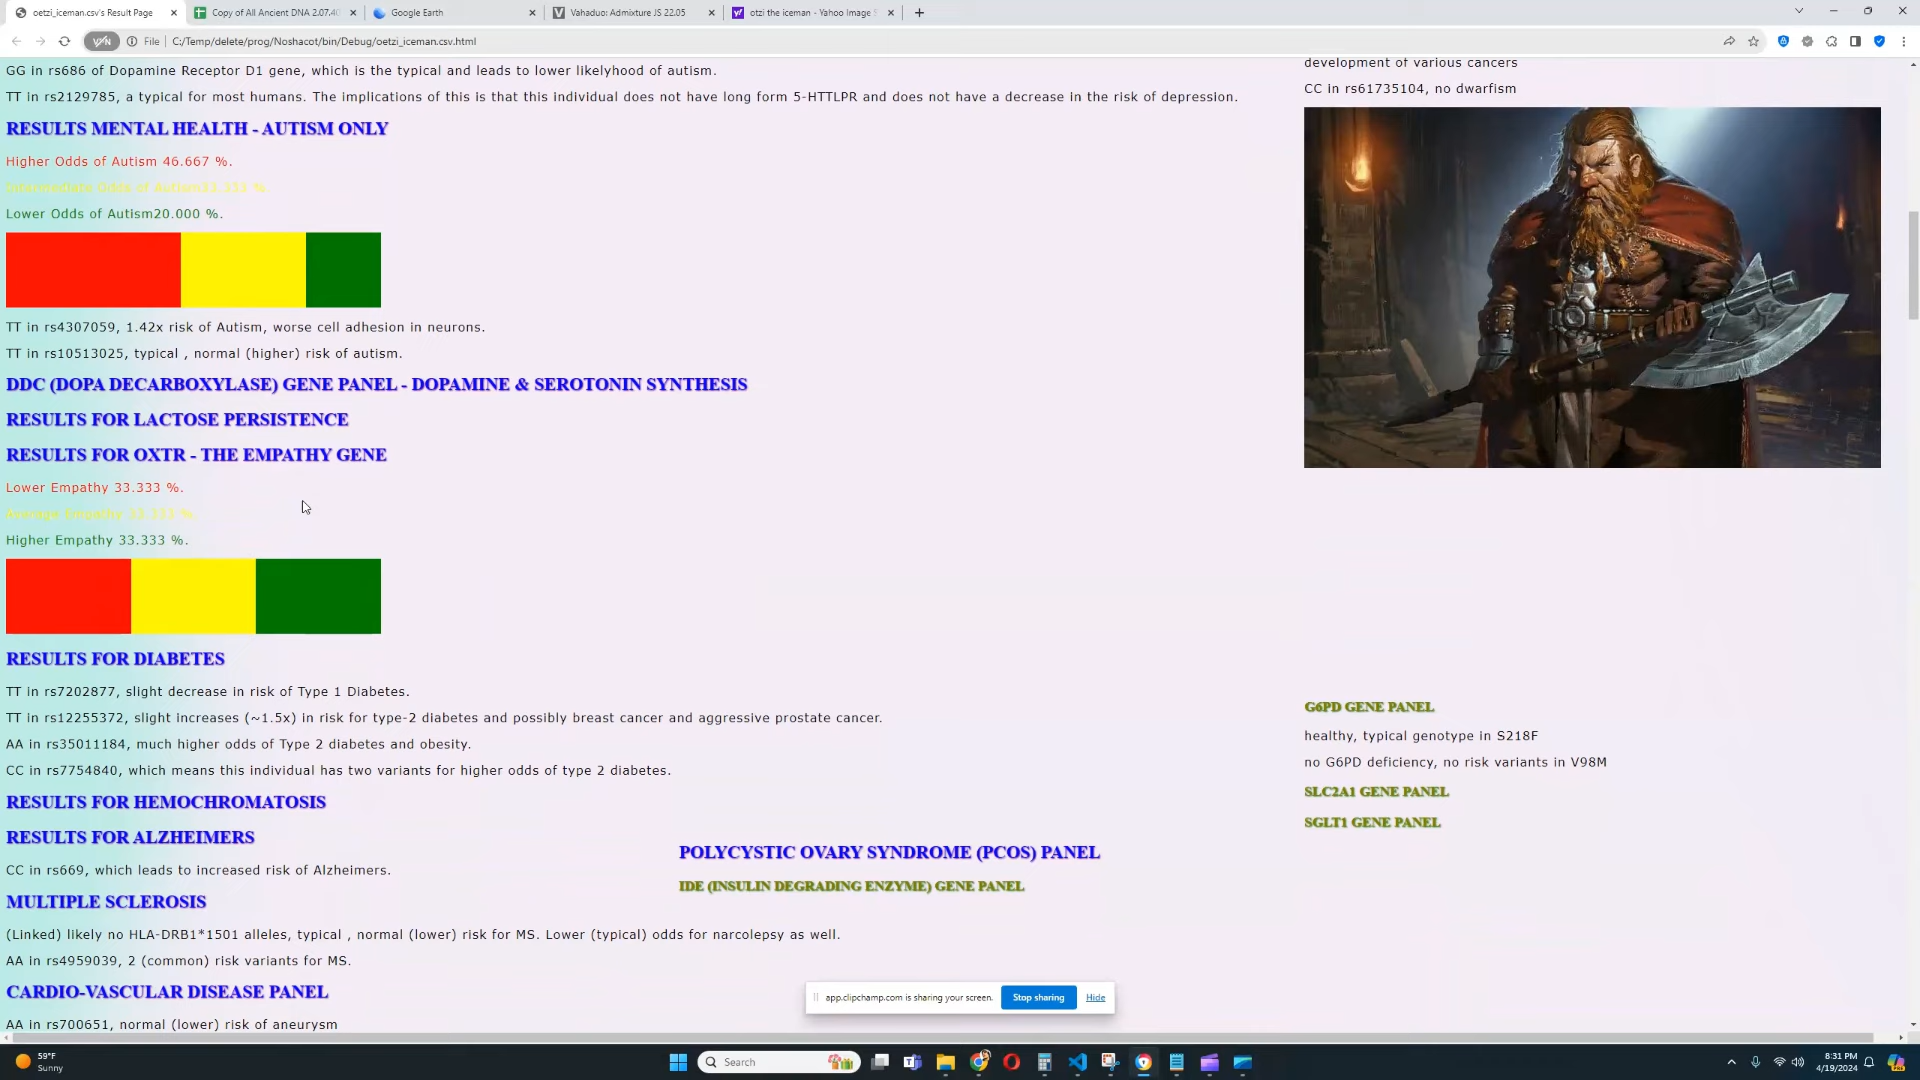 oetzi_iceman.csv's Result Page
Copy of All Ancient DNA 2.07.40
Google Earth
Vahaduo: Admixture JS 22.05
otzi the iceman - Yahoo Image S
File
C:/Temp/delete/prog/Noshacot/bin/Debug/oetzi_iceman.csv.html
GG in rs686 of Dopamine Receptor D1 gene, which is the typical and leads to lower likelyhood of autism.
TT in rs2129785, a typical for most humans. The implications of this is that this individual does not have long form 5-HTTLPR and does not have a decrease in the risk of depression.
RESULTS MENTAL HEALTH - AUTISM ONLY
Higher Odds of Autism 46.667 %.
Intermediate Odds of Autism33.333 %.
Lower Odds of Autism20.000 %.
TT in rs4307059, 1.42x risk of Autism, worse cell adhesion in neurons.
TT in rs10513025, typical , normal (higher) risk of autism.
DDC (DOPA DECARBOXYLASE) GENE PANEL - DOPAMINE & SEROTONIN SYNTHESIS
RESULTS FOR LACTOSE PERSISTENCE
RESULTS FOR OXTR - THE EMPATHY GENE
Lower Empathy 33.333 %.
Average Empathy 33.333 %.
Higher Empathy 33.333 %.
RESULTS FOR DIABETES
TT in rs7202877, slight decrease in risk of Type 1 Diabetes.
TT in rs12255372, slight increases (~1.5x) in risk for type-2 diabetes and possibly breast cancer and aggressive prostate cancer.
AA in rs35011184, much higher odds of Type 2 diabetes and obesity.
CC in rs7754840, which means this individual has two variants for higher odds of type 2 diabetes.
RESULTS FOR HEMOCHROMATOSIS
RESULTS FOR ALZHEIMERS
CC in rs669, which leads to increased risk of Alzheimers.
MULTIPLE SCLEROSIS
(Linked) likely no HLA-DRB1*1501 alleles, typical , normal (lower) risk for MS. Lower (typical) odds for narcolepsy as well.
AA in rs4959039, 2 (common) risk variants for MS.
CARDIO-VASCULAR DISEASE PANEL
AA in rs700651, normal (lower) risk of aneurysm
POLYCYSTIC OVARY SYNDROME (PCOS) PANEL
IDE (INSULIN DEGRADING ENZYME) GENE PANEL
development of various cancers
CC in rs61735104, no dwarfism
G6PD GENE PANEL
healthy, typical genotype in S218F
no G6PD deficiency, no risk variants in V98M
SLC2A1 GENE PANEL
SGLT1 GENE PANEL
app.clipchamp.com is sharing your screen.
Stop sharing
Hide
59°F
Sunny
Search
8:31 PM
4/19/2024